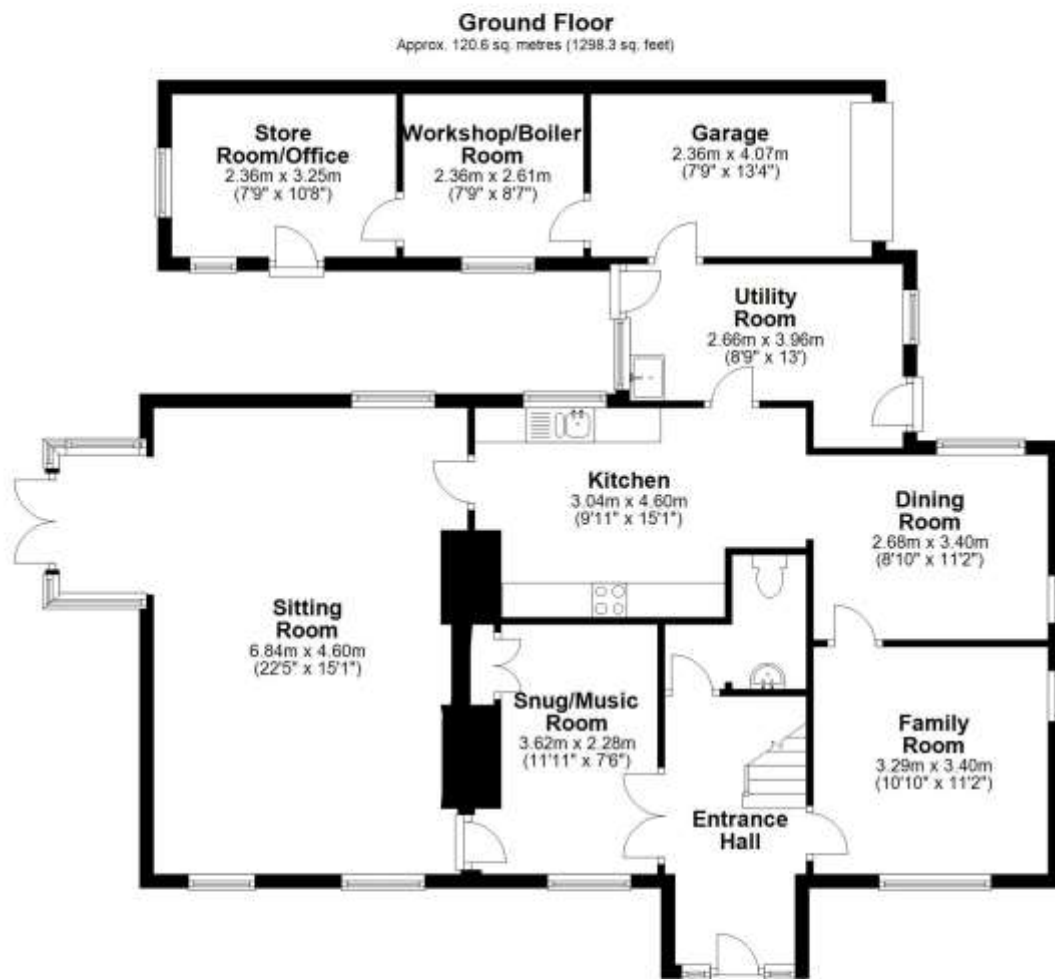 Ground Floor
Approx. 120.6 sq. metres (1298.3 sq. feet)
Store
Room/Office
2.36m x 3.25m
(7'9" x 10'8")
Workshop/Boiler
Room
2.36m x 2.61m
(7'9" x 8'7")
Garage
2.36m x 4.07m
(7'9" x 13'4")
Utility
Room
2.66m x 3.96m
(8'9" x 13')
Kitchen
3.04m x 4.60m
(9'11" x 15'1")
Dining
Room
2.68m x 3.40m
(8'10" x 11'2")
Sitting
Room
6.84m x 4.60m
(22'5" x 15'1")
Snug/Music
Room
3.62m x 2.28m
(11'11" x 7'6")
Family
Room
3.29m x 3.40m
(10'10" x 11'2")
Entrance
Hall